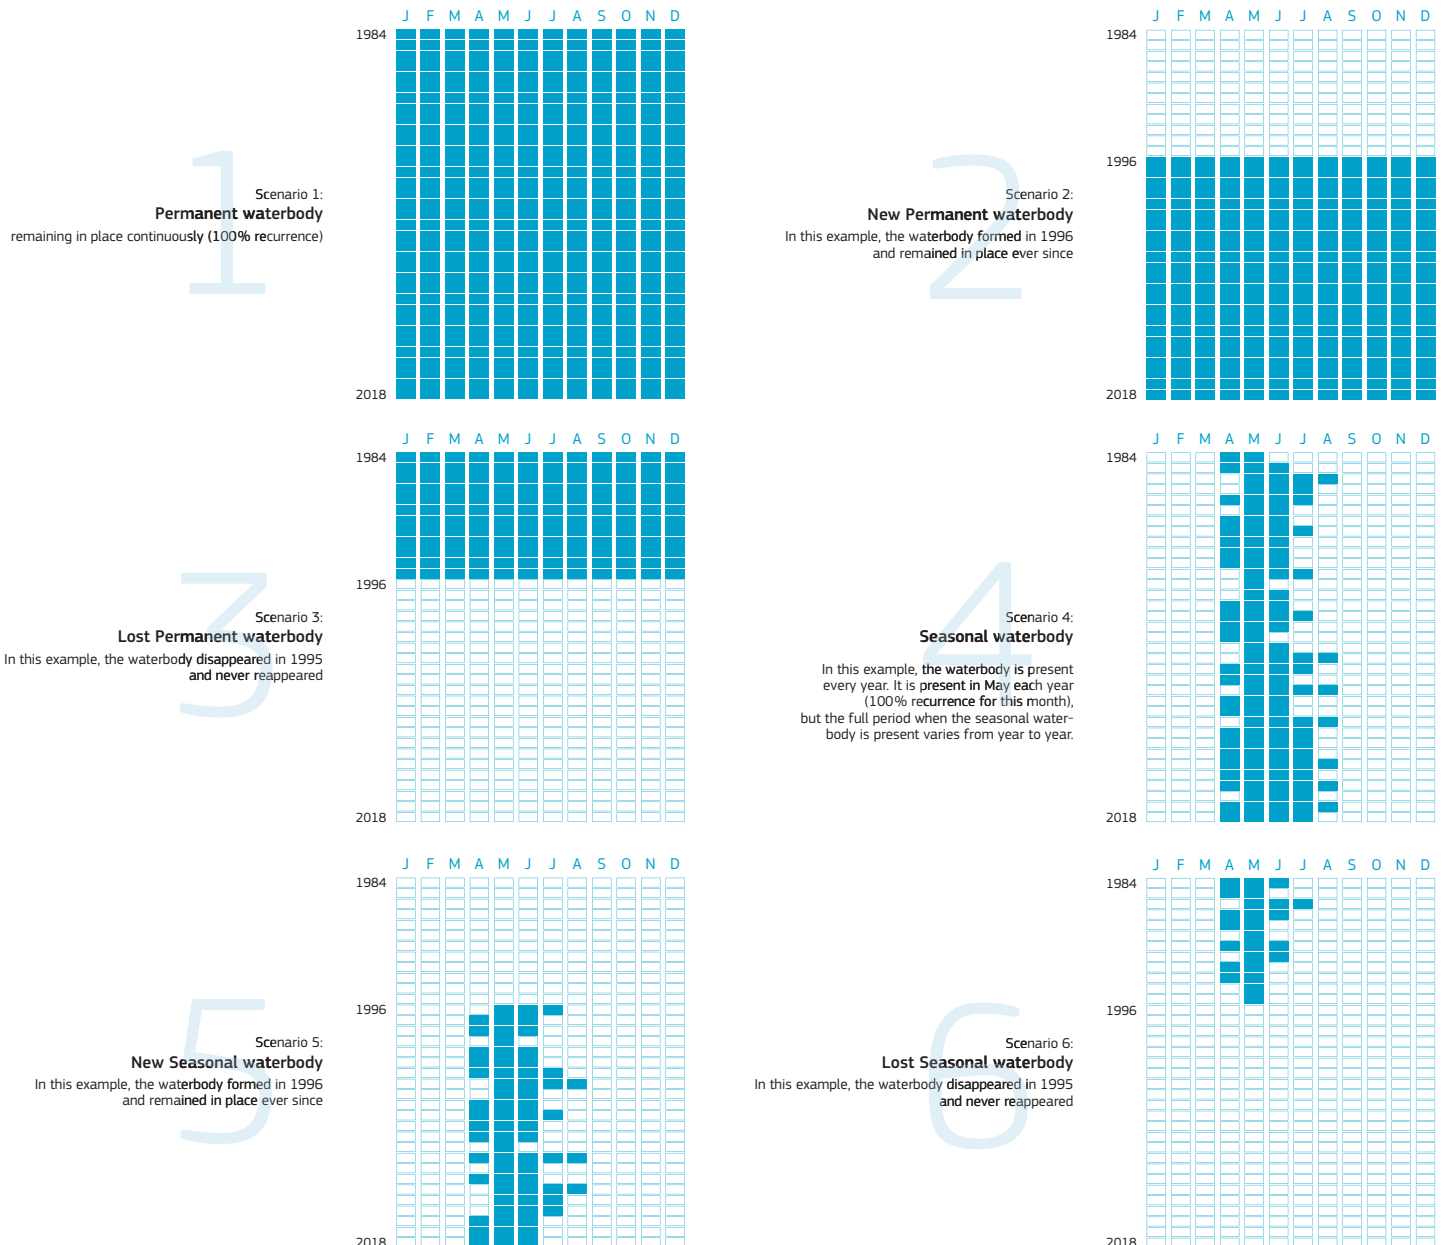 J F M A M J J A S O N D
1984
1
Scenario 1:
Permanent waterbody
remaining in place continuously (100% recurrence)
2018
J F M A M J J A S O N D
1984
1996
2
Scenario 2:
New Permanent waterbody
In this example, the waterbody formed in 1996
and remained in place ever since
2018
J F M A M J J A S O N D
1984
1996
3
Scenario 3:
Lost Permanent waterbody
In this example, the waterbody disappeared in 1995
and never reappeared
2018
J F M A M J J A S O N D
1984
4
Scenario 4:
Seasonal waterbody
In this example, the waterbody is present
every year. It is present in May each year
(100% recurrence for this month),
but the full period when the seasonal water-
body is present varies from year to year.
2018
J F M A M J J A S O N D
1984
1996
5
Scenario 5:
New Seasonal waterbody
In this example, the waterbody formed in 1996
and remained in place ever since
2018
J F M A M J J A S O N D
1984
1996
6
Scenario 6:
Lost Seasonal waterbody
In this example, the waterbody disappeared in 1995
and never reappeared
2018